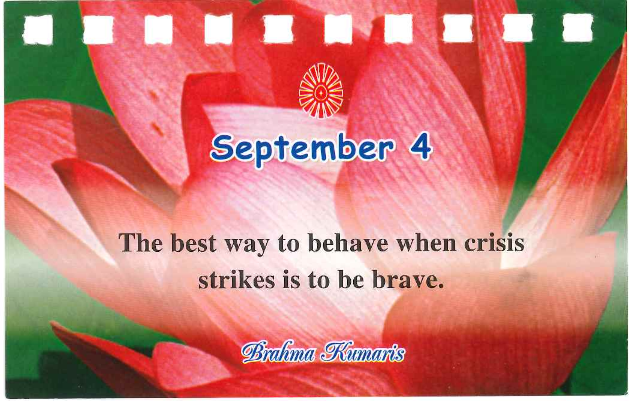 September 4
The best way to behave when crisis
strikes is to be brave.
Brahma Kumaris